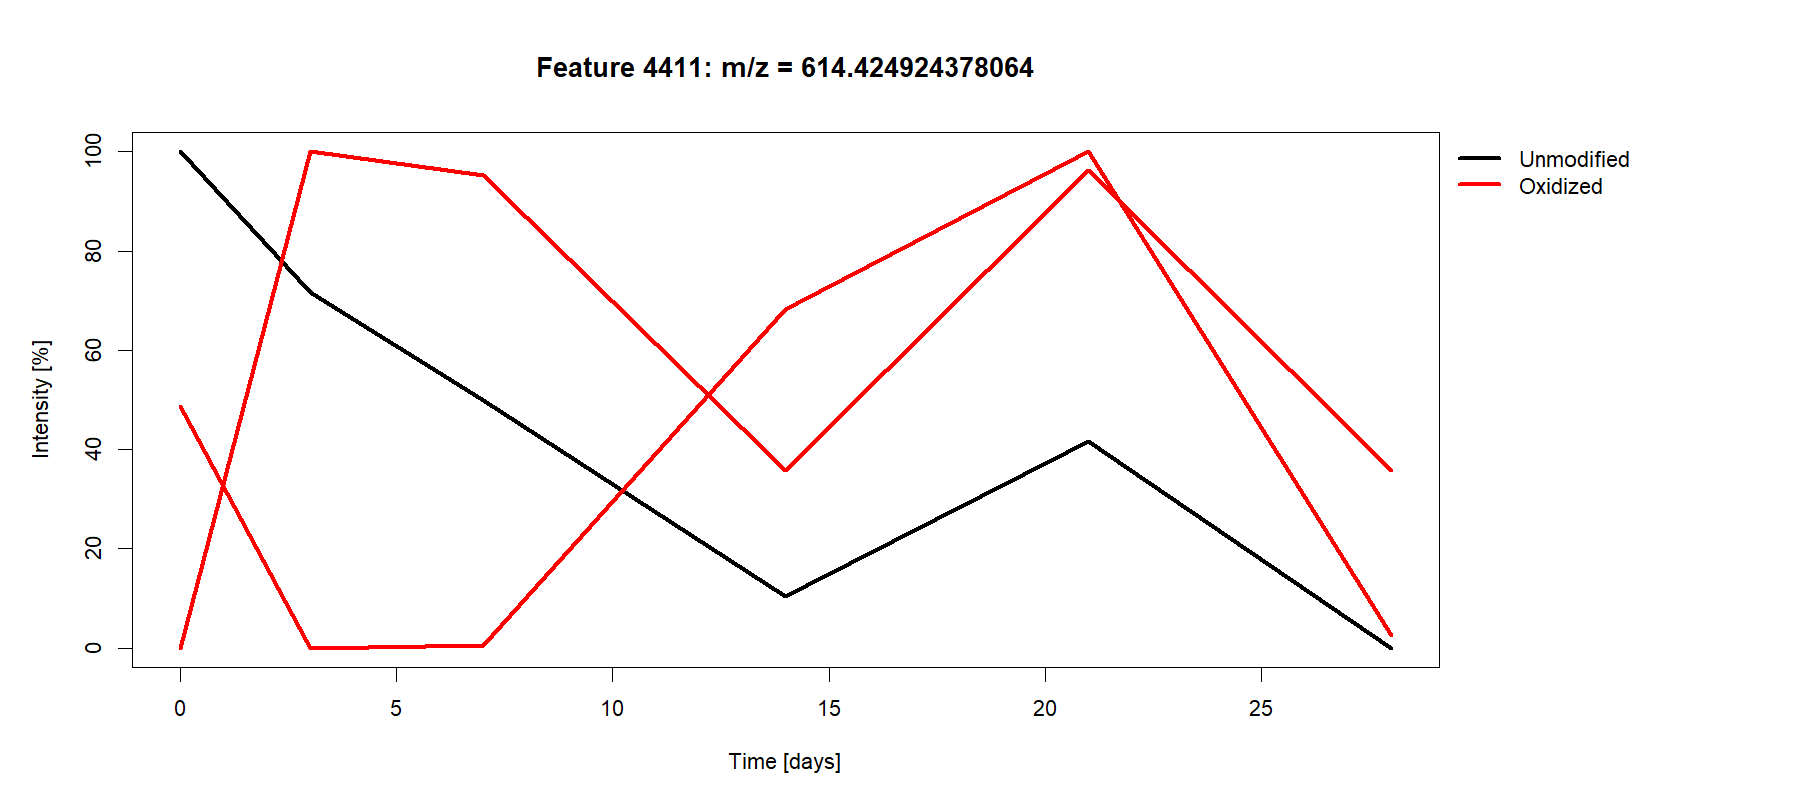 Feature 4411: m/z = 614.424924378064
Unmodified
Oxidized
Intensity [%]
100
80
60
40
20
0
0 5 10 15 20 25
Time [days]